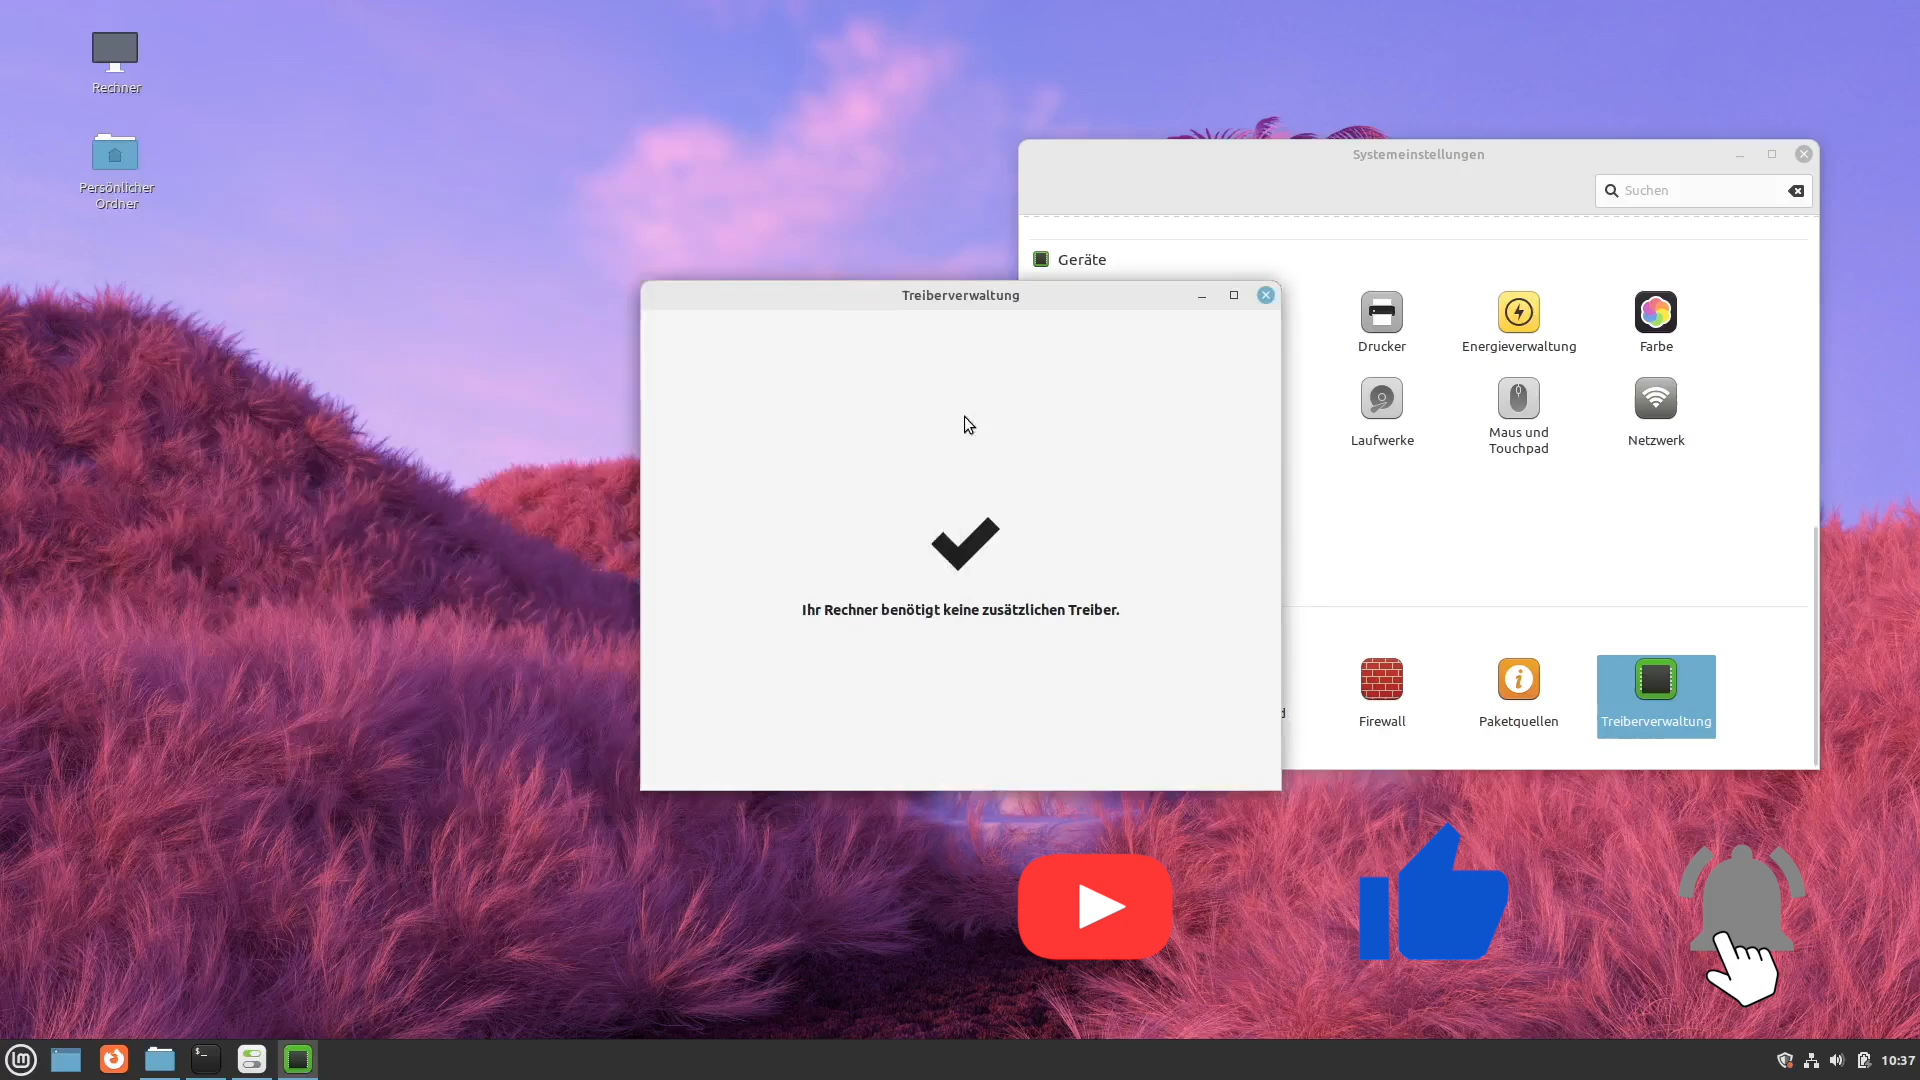 Rechner
Persönlicher
Ordner
Systemeinstellungen
Suchen
Geräte
Drucker
Energieverwaltung
Farbe
Laufwerke
Maus und
Touchpad
Netzwerk
Treiberverwaltung
Ihr Rechner benötigt keine zusätzlichen Treiber.
Firewall
Paketquellen
Treiberverwaltung
10:37